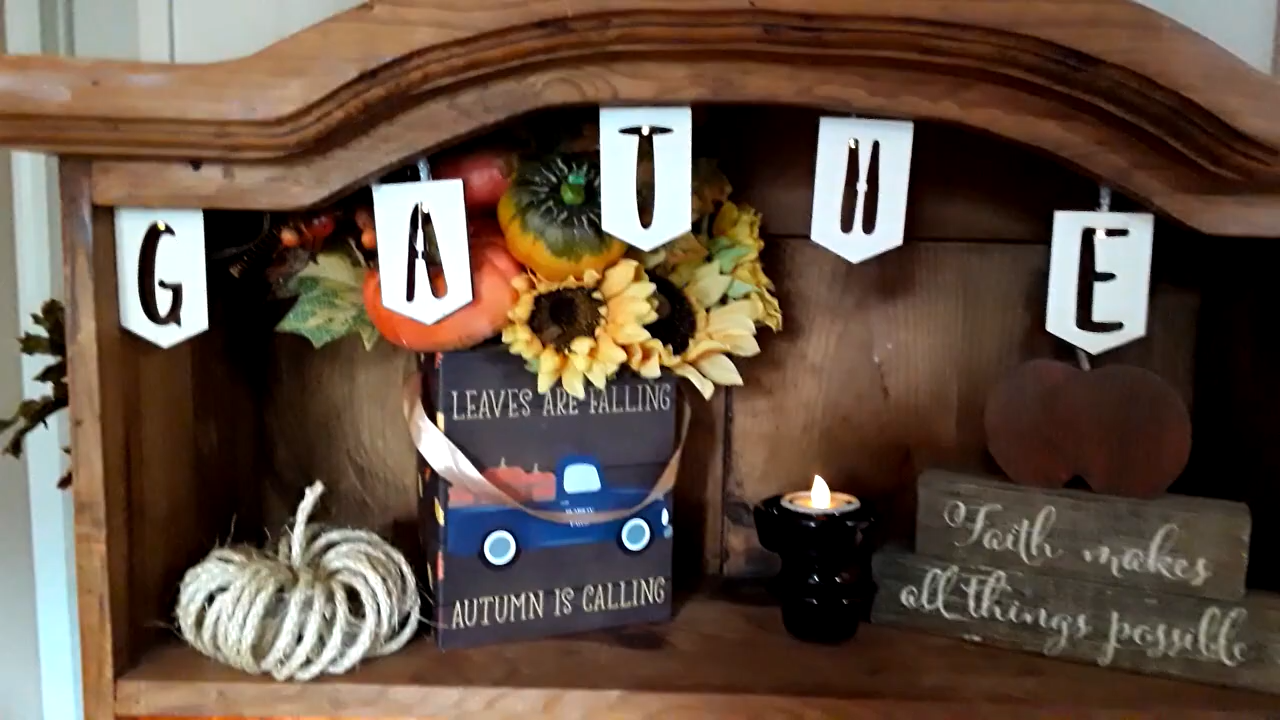 G A T H E
LEAVES ARE FALLING
AUTUMN IS CALLING
Faith makes
all things possible